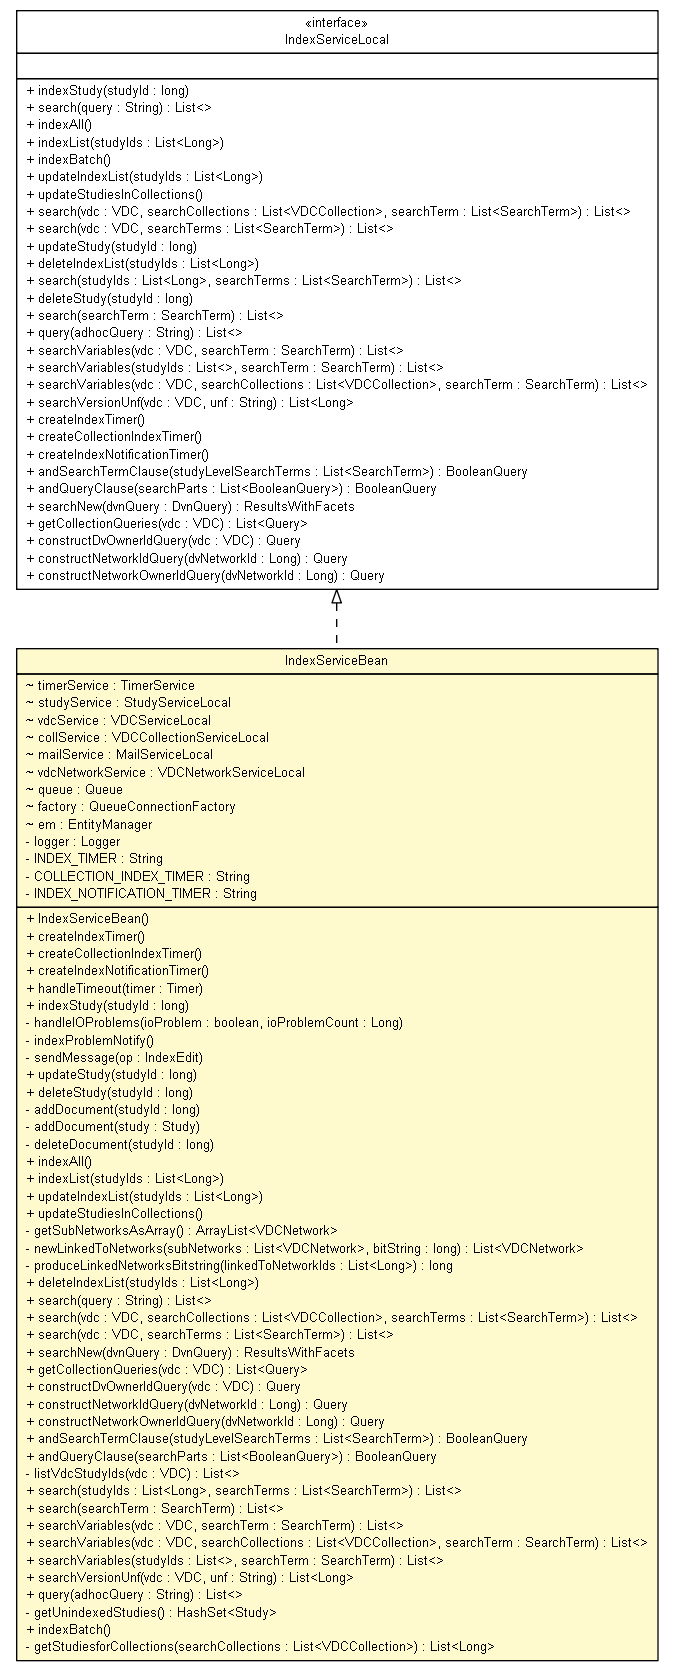 «interface»
IndexServiceLocal
+ indexStudy(studyId : long)
+ search(query : String) : List<>
+ indexAll()
+ indexList(studyIds : List<Long>)
+ indexBatch()
+ updateIndexList(studyIds : List<Long>)
+ updateStudiesInCollections()
+ search(vdc : VDC, searchCollections : List<VDCCollection>, searchTerm : List<SearchTerm>) : List<>
+ search(vdc : VDC, searchTerms : List<SearchTerm>) : List<>
+ updateStudy(studyId : long)
+ deleteIndexList(studyIds : List<Long>)
+ search(studyIds : List<Long>, searchTerms : List<SearchTerm>) : List<>
+ deleteStudy(studyId : long)
+ search(searchTerm : SearchTerm) : List<>
+ query(adhocQuery : String) : List<>
+ searchVariables(vdc : VDC, searchTerm : SearchTerm) : List<>
+ searchVariables(studyIds : List<>, searchTerm : SearchTerm) : List<>
+ searchVariables(vdc : VDC, searchCollections : List<VDCCollection>, searchTerm : SearchTerm) : List<>
+ searchVersionUnf(vdc : VDC, unf : String) : List<Long>
+ createIndexTimer()
+ createCollectionIndexTimer()
+ createIndexNotificationTimer()
+ andSearchTermClause(studyLevelSearchTerms : List<SearchTerm>) : BooleanQuery
+ andQueryClause(searchParts : List<BooleanQuery>) : BooleanQuery
+ searchNew(dvnQuery : DvnQuery) : ResultsWithFacets
+ getCollectionQueries(vdc : VDC) : List<Query>
+ constructDvOwnerIdQuery(vdc : VDC) : Query
+ constructNetworkIdQuery(dvNetworkId : Long) : Query
+ constructNetworkOwnerIdQuery(dvNetworkId : Long) : Query
IndexServiceBean
~ timerService : TimerService
~ studyService : StudyServiceLocal
~ vdcService : VDCServiceLocal
~ collService : VDCCollectionServiceLocal
~ mailService : MailServiceLocal
~ vdcNetworkService : VDCNetworkServiceLocal
~ queue : Queue
~ factory : QueueConnectionFactory
~ em : EntityManager
- logger : Logger
- INDEX_TIMER : String
- COLLECTION_INDEX_TIMER : String
- INDEX_NOTIFICATION_TIMER : String
+ IndexServiceBean()
+ createIndexTimer()
+ createCollectionIndexTimer()
+ createIndexNotificationTimer()
+ handleTimeout(timer : Timer)
+ indexStudy(studyId : long)
- handleIOProblems(ioProblem : boolean, ioProblemCount : Long)
- indexProblemNotify()
- sendMessage(op : IndexEdit)
+ updateStudy(studyId : long)
+ deleteStudy(studyId : long)
- addDocument(studyId : long)
- addDocument(study : Study)
- deleteDocument(studyId : long)
+ indexAll()
+ indexList(studyIds : List<Long>)
+ updateIndexList(studyIds : List<Long>)
+ updateStudiesInCollections()
- getSubNetworksAsArray() : ArrayList<VDCNetwork>
- newLinkedToNetworks(subNetworks : List<VDCNetwork>, bitString : long) : List<VDCNetwork>
- produceLinkedNetworksBitstring(linkedToNetworkIds : List<Long>) : long
+ deleteIndexList(studyIds : List<Long>)
+ search(query : String) : List<>
+ search(vdc : VDC, searchCollections : List<VDCCollection>, searchTerms : List<SearchTerm>) : List<>
+ search(vdc : VDC, searchTerms : List<SearchTerm>) : List<>
+ searchNew(dvnQuery : DvnQuery) : ResultsWithFacets
+ getCollectionQueries(vdc : VDC) : List<Query>
+ constructDvOwnerIdQuery(vdc : VDC) : Query
+ constructNetworkIdQuery(dvNetworkId : Long) : Query
+ constructNetworkOwnerIdQuery(dvNetworkId : Long) : Query
+ andSearchTermClause(studyLevelSearchTerms : List<SearchTerm>) : BooleanQuery
+ andQueryClause(searchParts : List<BooleanQuery>) : BooleanQuery
- listVdcStudyIds(vdc : VDC) : List<>
+ search(studyIds : List<Long>, searchTerms : List<SearchTerm>) : List<>
+ search(searchTerm : SearchTerm) : List<>
+ searchVariables(vdc : VDC, searchTerm : SearchTerm) : List<>
+ searchVariables(vdc : VDC, searchCollections : List<VDCCollection>, searchTerm : SearchTerm) : List<>
+ searchVariables(studyIds : List<>, searchTerm : SearchTerm) : List<>
+ searchVersionUnf(vdc : VDC, unf : String) : List<Long>
+ query(adhocQuery : String) : List<>
- getUnindexedStudies() : HashSet<Study>
+ indexBatch()
- getStudiesforCollections(searchCollections : List<VDCCollection>) : List<Long>